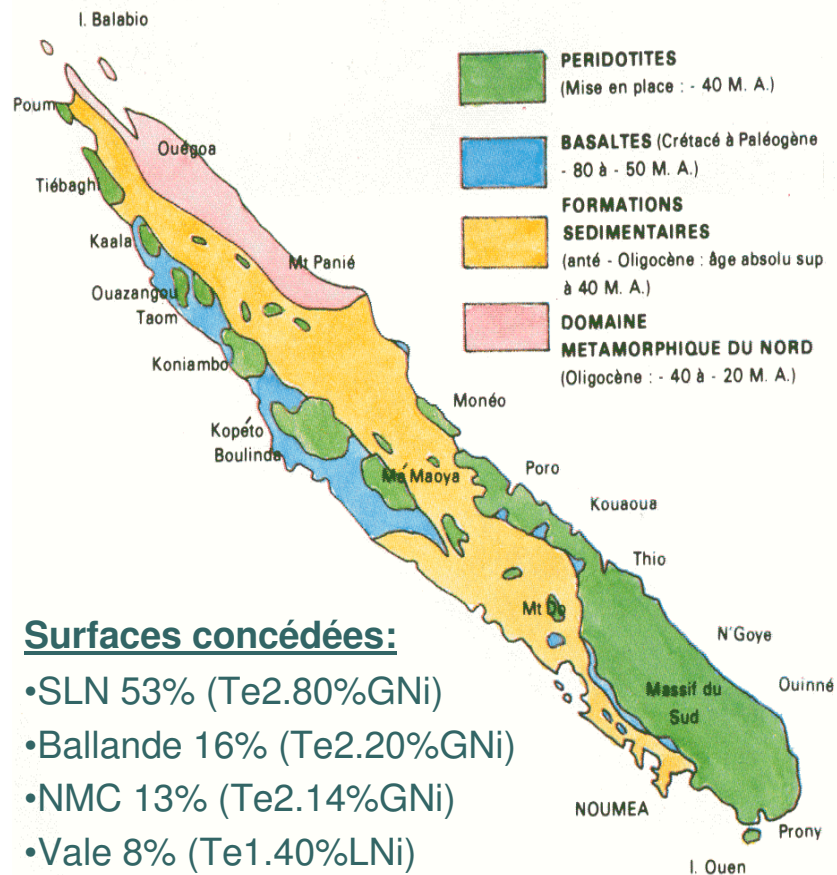 I. Balabio
Poum
Ouégoa
Tiébaghi
Kaala
Mt Panié
Ouazangou
Taom
Koniambo
Monéo
Kopéto
Boulinda
Mé Maoya
Poro
Kouaoua
Thio
Mt Do
N'Goye
Ouinné
Massif du
Sud
NOUMEA
Prony
I. Ouen
PERIDOTITES
(Mise en place : - 40 M. A.)
BASALTES (Crétacé à Paléogène
- 80 à - 50 M. A.)
FORMATIONS
SEDIMENTAIRES
(anté - Oligocène : âge absolu sup
à 40 M. A.)
DOMAINE
METAMORPHIQUE DU NORD
(Oligocène : - 40 à - 20 M. A.)
Surfaces concédées:
•SLN 53% (Te2.80%GNi)
•Ballande 16% (Te2.20%GNi)
•NMC 13% (Te2.14%GNi)
•Vale 8% (Te1.40%LNi)